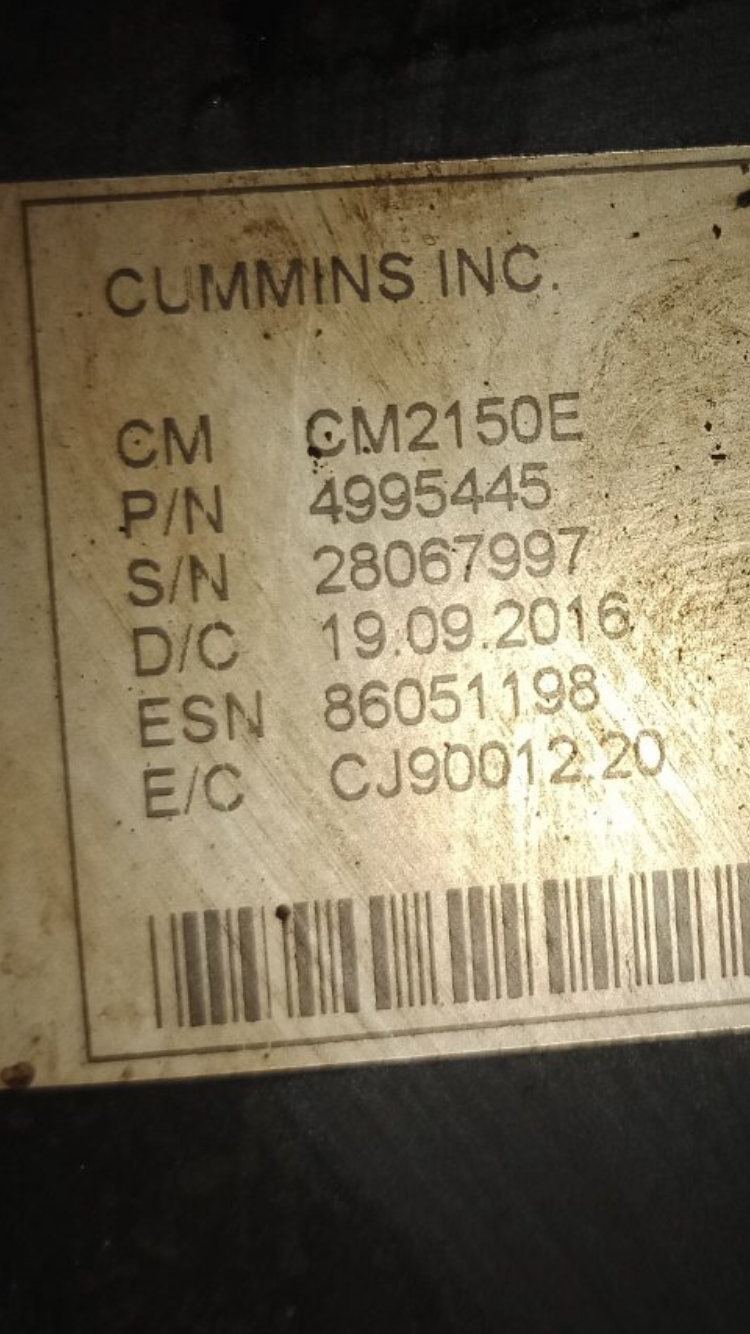 CUMMINS INC.
CM CM2150E
P/N 4995445
S/N 28067997
D/C 19.09.2016
ESN 86051198
E/C CJ90012.20